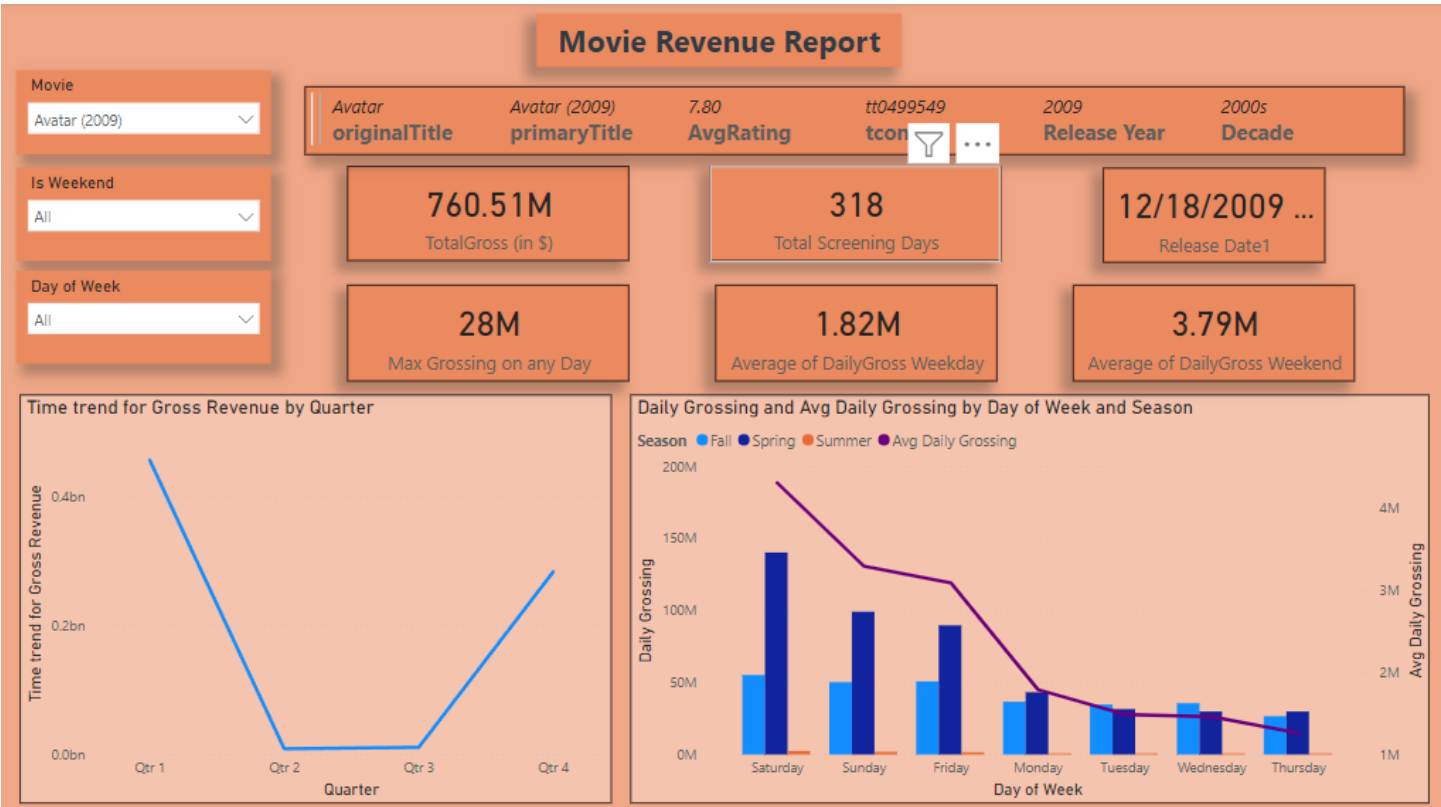 Movie Revenue Report
Movie
Avatar (2009)
Is Weekend
All
Day of Week
All
Avatar Avatar (2009) 7.80 tt0499549 2009 2000s
originalTitle primaryTitle AvgRating tcon Release Year Decade
760.51M
TotalGross (in $)
318
Total Screening Days
12/18/2009 ...
Release Date1
28M
Max Grossing on any Day
1.82M
Average of DailyGross Weekday
3.79M
Average of DailyGross Weekend
Time trend for Gross Revenue by Quarter
Time trend for Gross Revenue
0.4bn
0.2bn
0.0bn
Qtr 1 Qtr 2 Qtr 3 Qtr 4
Quarter
Daily Grossing and Avg Daily Grossing by Day of Week and Season
Season Fall Spring Summer Avg Daily Grossing
Daily Grossing
200M
150M
100M
50M
0M
4M
3M
2M
1M
Avg Daily Grossing
Saturday Sunday Friday Monday Tuesday Wednesday Thursday
Day of Week